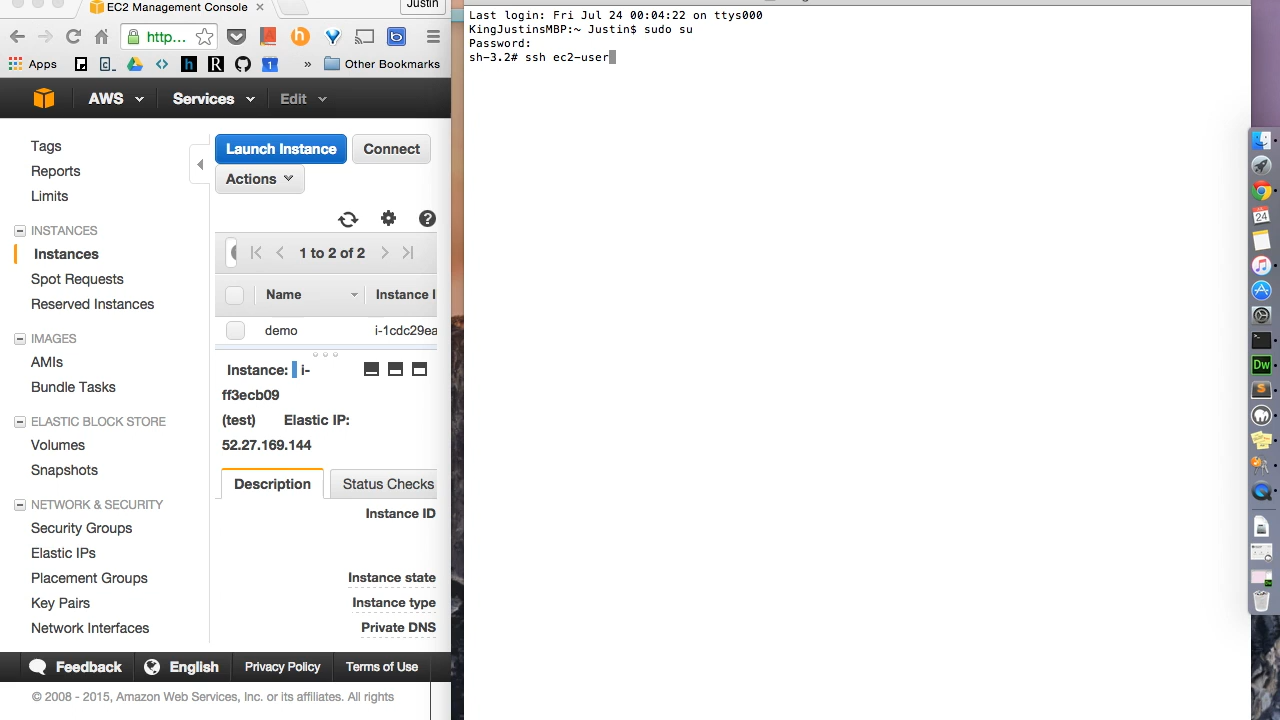 EC2 Management Console
Justin
http...
Apps
Other Bookmarks
AWS
Services
Edit
Tags
Reports
Limits
INSTANCES
Instances
Spot Requests
Reserved Instances
IMAGES
AMIs
Bundle Tasks
ELASTIC BLOCK STORE
Volumes
Snapshots
NETWORK & SECURITY
Security Groups
Elastic IPs
Placement Groups
Key Pairs
Network Interfaces
Launch Instance
Connect
Actions
1 to 2 of 2
Name
Instance I
demo
i-1cdc29ea
Instance: i-
ff3ecb09
(test) Elastic IP:
52.27.169.144
Description
Status Checks
Instance ID
Instance state
Instance type
Private DNS
Feedback
English
Privacy Policy
Terms of Use
© 2008 - 2015, Amazon Web Services, Inc. or its affiliates. All rights
Last login: Fri Jul 24 00:04:22 on ttys000
KingJustinsMBP:~ Justin$ sudo su
Password:
sh-3.2# ssh ec2-user
24
Dw